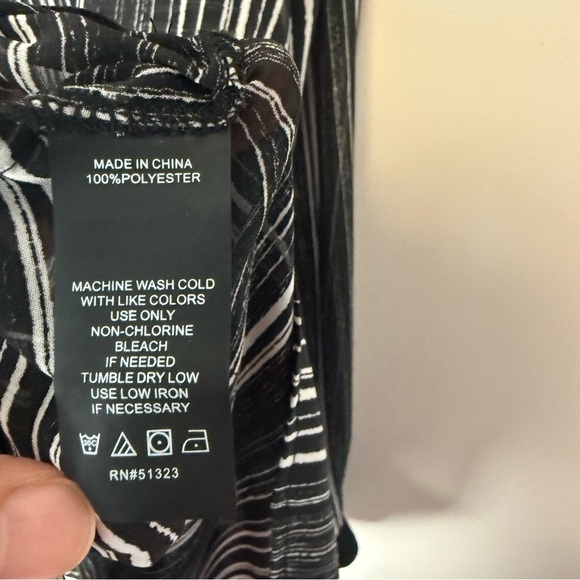 MADE IN CHINA
100%POLYESTER
MACHINE WASH COLD
WITH LIKE COLORS
USE ONLY
NON-CHLORINE
BLEACH
IF NEEDED
TUMBLE DRY LOW
USE LOW IRON
IF NECESSARY
30C
RN#51323